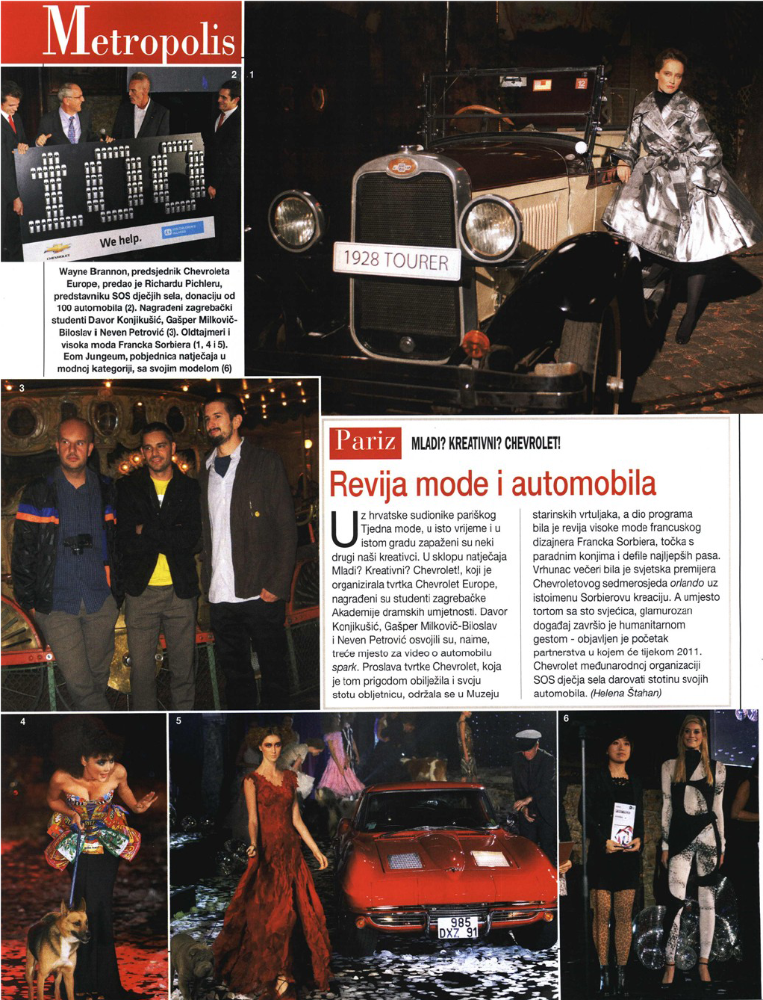 Metropolis
2
1
We help.
CHEVROLET
SOS CHILDREN'S
VILLAGES
1928 TOURER
12
Wayne Brannon, predsjednik Chevroleta
Europe, predao je Richardu Pichleru,
predstavniku SOS dječjih sela, donaciju od
100 automobila (2). Nagrađeni zagrebački
studenti Davor Konjikušić, Gašper Milkovič-
Biloslav i Neven Petrović (3). Oldtajmeri i
visoka moda Francka Sorbiera (1, 4 i 5).
Eom Jungeum, pobjednica natječaja u
modnoj kategoriji, sa svojim modelom (6)
3
Pariz MLADI? KREATIVNI? CHEVROLET!
Revija mode i automobila
Uz hrvatske sudionike pariškog
Tjedna mode, u isto vrijeme i u
istom gradu zapaženi su neki
drugi naši kreativci. U sklopu natječaja
Mladi? Kreativni? Chevrolet!, koji je
organizirala tvrtka Chevrolet Europe,
nagrađeni su studenti zagrebačke
Akademije dramskih umjetnosti. Davor
Konjikušić, Gašper Milkovič-Biloslav
i Neven Petrović osvojili su, naime,
treće mjesto za video o automobilu
spark. Proslava tvrtke Chevrolet, koja
je tom prigodom obilježila i svoju
stotu obljetnicu, održala se u Muzeju
starinskih vrtuljaka, a dio programa
bila je revija visoke mode francuskog
dizajnera Francka Sorbiera, točka s
paradnim konjima i defile najljepših pasa.
Vrhunac večeri bila je svjetska premijera
Chevroletovog sedmerosjeda orlando uz
istoimenu Sorbierovu kreaciju. A umjesto
tortom sa sto svjećica, glamurozan
događaj završio je humanitarnom
gestom - objavljen je početak
partnerstva u kojem će tijekom 2011.
Chevrolet međunarodnoj organizaciji
SOS dječja sela darovati stotinu svojih
automobila. (Helena Štahan)
4
5
985
DXZ 91
6